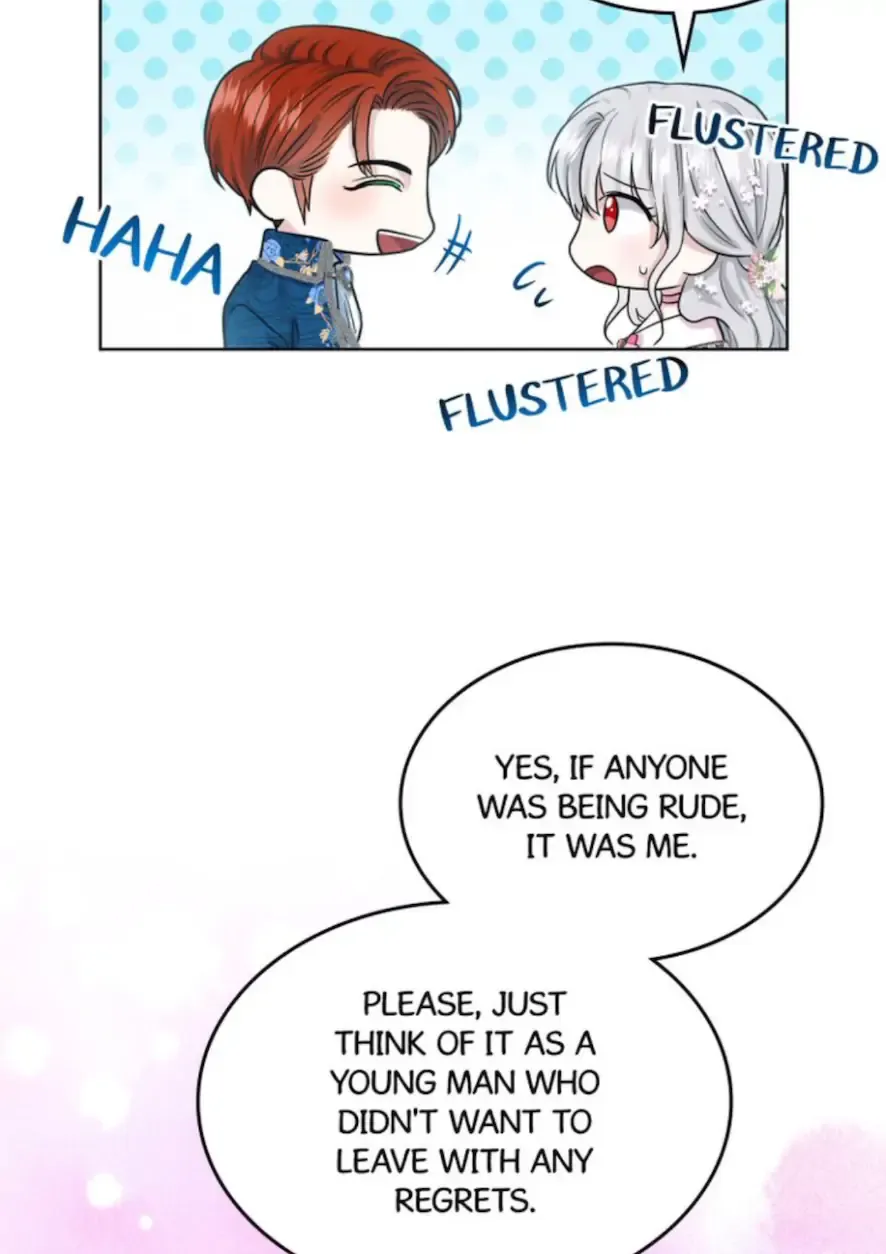 FLUSTERED
HAHA
FLUSTERED
YES, IF ANYONE
WAS BEING RUDE,
IT WAS ME.
PLEASE, JUST
THINK OF IT AS A
YOUNG MAN WHO
DIDN'T WANT TO
LEAVE WITH ANY
REGRETS.